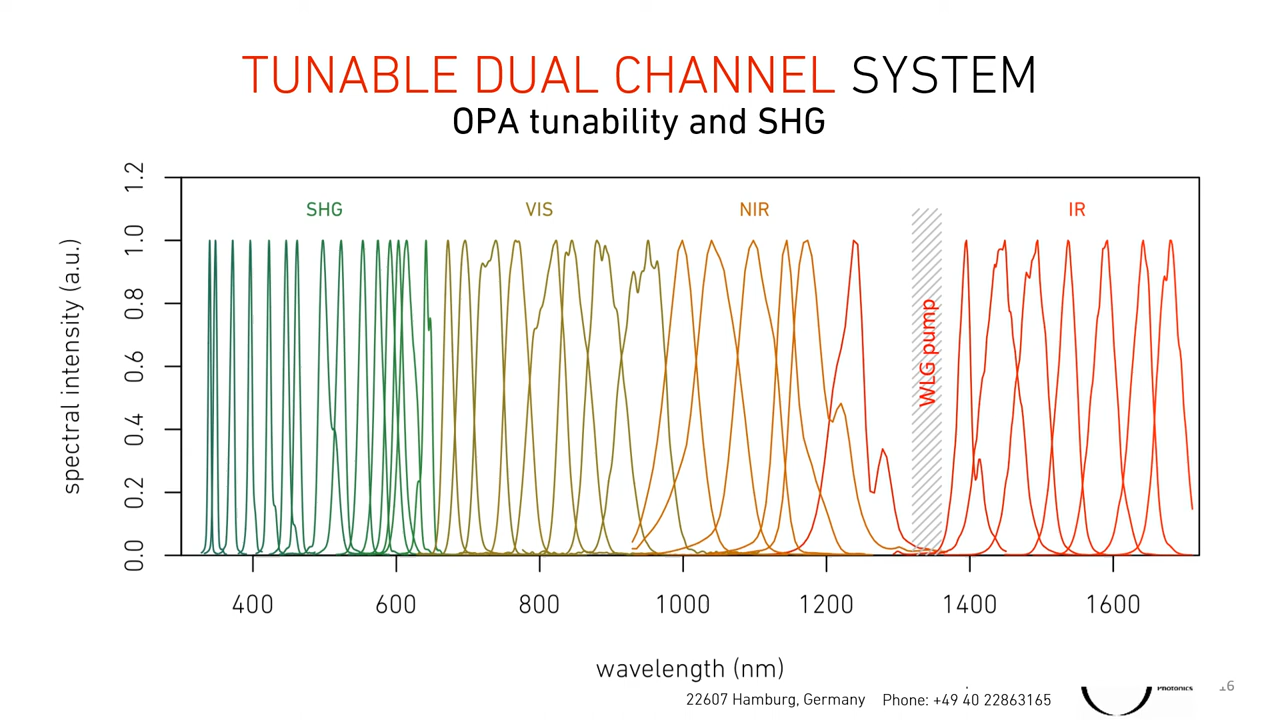 TUNABLE DUAL CHANNEL SYSTEM
OPA tunability and SHG
SHG VIS NIR IR
WLG pump
spectral intensity (a.u.)
1.2
1.0
0.8
0.6
0.4
0.2
0.0
400 600 800 1000 1200 1400 1600
wavelength (nm)
22607 Hamburg, Germany Phone: +49 40 22863165
Photonics
16